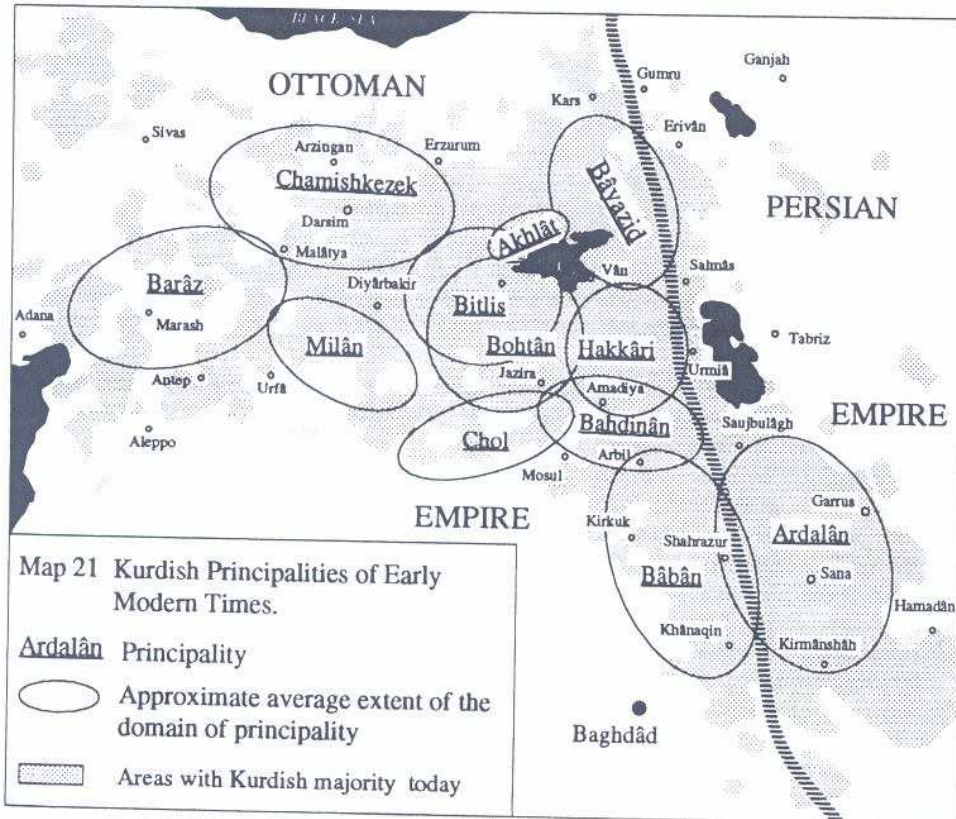 BLACK SEA
OTTOMAN
Ganjah
Gumru
Kars
Sivas
Erivân
Arzingan
Erzurum
Chamishkezek
Bâyazid
PERSIAN
Darsim
Akhlât
Malâtya
Vân
Salmâs
Barâz
Diyârbakir
Bitlis
Adana
Marash
Milân
Bohtân
Hakkâri
Urmiâ
Tabriz
Antep
Urfâ
Jazira
Amadiya
EMPIRE
Aleppo
Chol
Bahdinân
Saujbulâgh
Mosul
Arbil
EMPIRE
Kirkuk
Garrus
Shahrazur
Ardalân
Bâbân
Sana
Hamadân
Khânaqin
Kirmânshâh
Baghdâd
Map 21 Kurdish Principalities of Early
Modern Times.
Ardalân Principality
Approximate average extent of the
domain of principality
Areas with Kurdish majority today